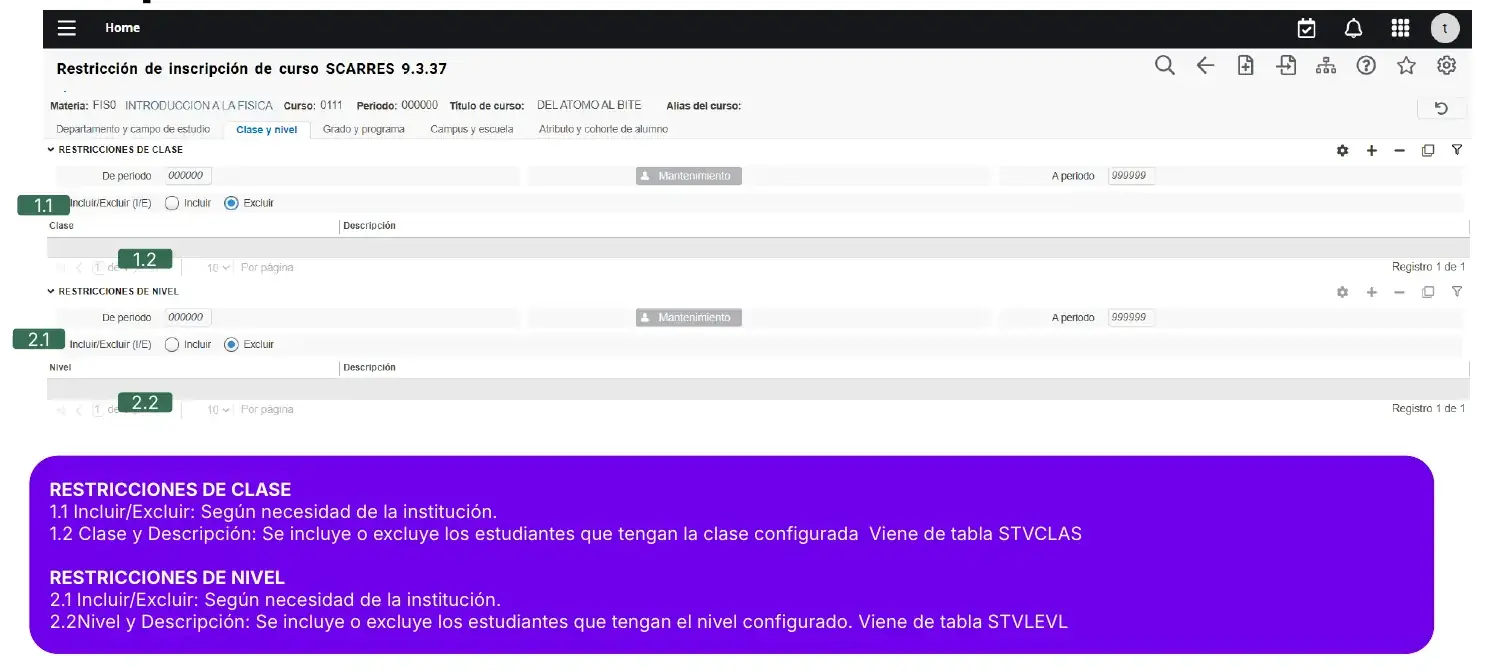 Home
t
Restricción de inscripción de curso SCARRES 9.3.37
Materia: FIS0 INTRODUCCION A LA FISICA Curso: 0111 Periodo: 000000 Título de curso: DEL ATOMO AL BITE Alias del curso:
Departamento y campo de estudio Clase y nivel Grado y programa Campus y escuela Atributo y cohorte de alumno
RESTRICCIONES DE CLASE
De periodo 000000 Mantenimiento A periodo 999999
1.1 Incluir/Excluir (I/E) Incluir Excluir
Clase Descripción
1.2
1 de 10 Por página Registro 1 de 1
RESTRICCIONES DE NIVEL
De periodo 000000 Mantenimiento A periodo 999999
2.1 Incluir/Excluir (I/E) Incluir Excluir
Nivel Descripción
2.2
1 de 10 Por página Registro 1 de 1
RESTRICCIONES DE CLASE
1.1 Incluir/Excluir: Según necesidad de la institución.
1.2 Clase y Descripción: Se incluye o excluye los estudiantes que tengan la clase configurada Viene de tabla STVCLAS
RESTRICCIONES DE NIVEL
2.1 Incluir/Excluir: Según necesidad de la institución.
2.2Nivel y Descripción: Se incluye o excluye los estudiantes que tengan el nivel configurado. Viene de tabla STVLEVL